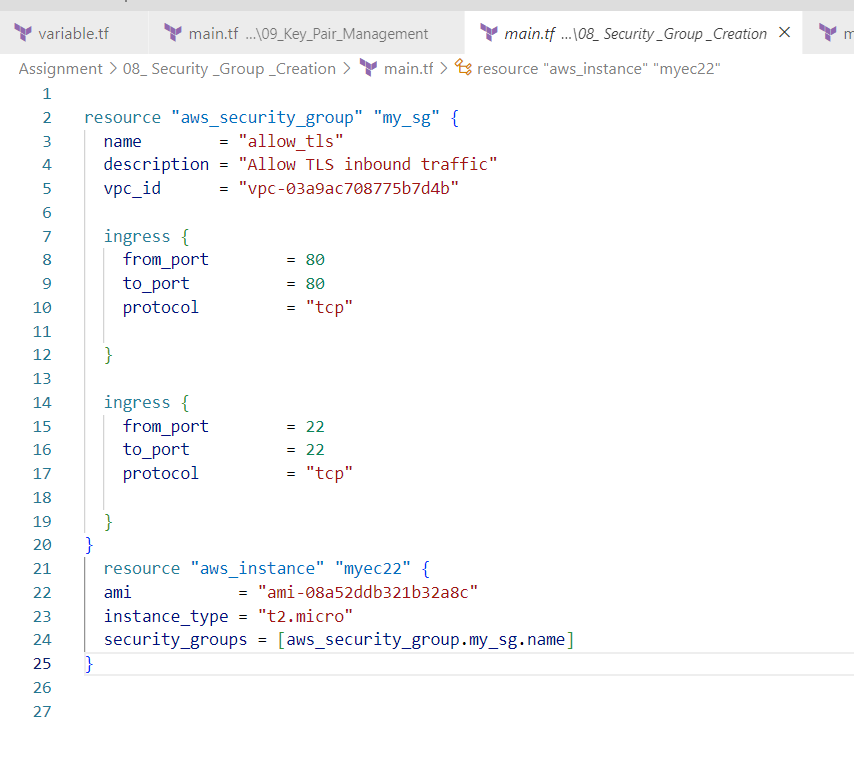 variable.tf main.tf ...\09_Key_Pair_Management main.tf ...\08_ Security _Group _Creation
Assignment > 08_ Security _Group _Creation > main.tf > resource "aws_instance" "myec22"
1
2 resource "aws_security_group" "my_sg" {
3 name = "allow_tls"
4 description = "Allow TLS inbound traffic"
5 vpc_id = "vpc-03a9ac708775b7d4b"
6
7 ingress {
8 from_port = 80
9 to_port = 80
10 protocol = "tcp"
11
12 }
13
14 ingress {
15 from_port = 22
16 to_port = 22
17 protocol = "tcp"
18
19 }
20 }
21 resource "aws_instance" "myec22" {
22 ami = "ami-08a52ddb321b32a8c"
23 instance_type = "t2.micro"
24 security_groups = [aws_security_group.my_sg.name]
25 }
26
27